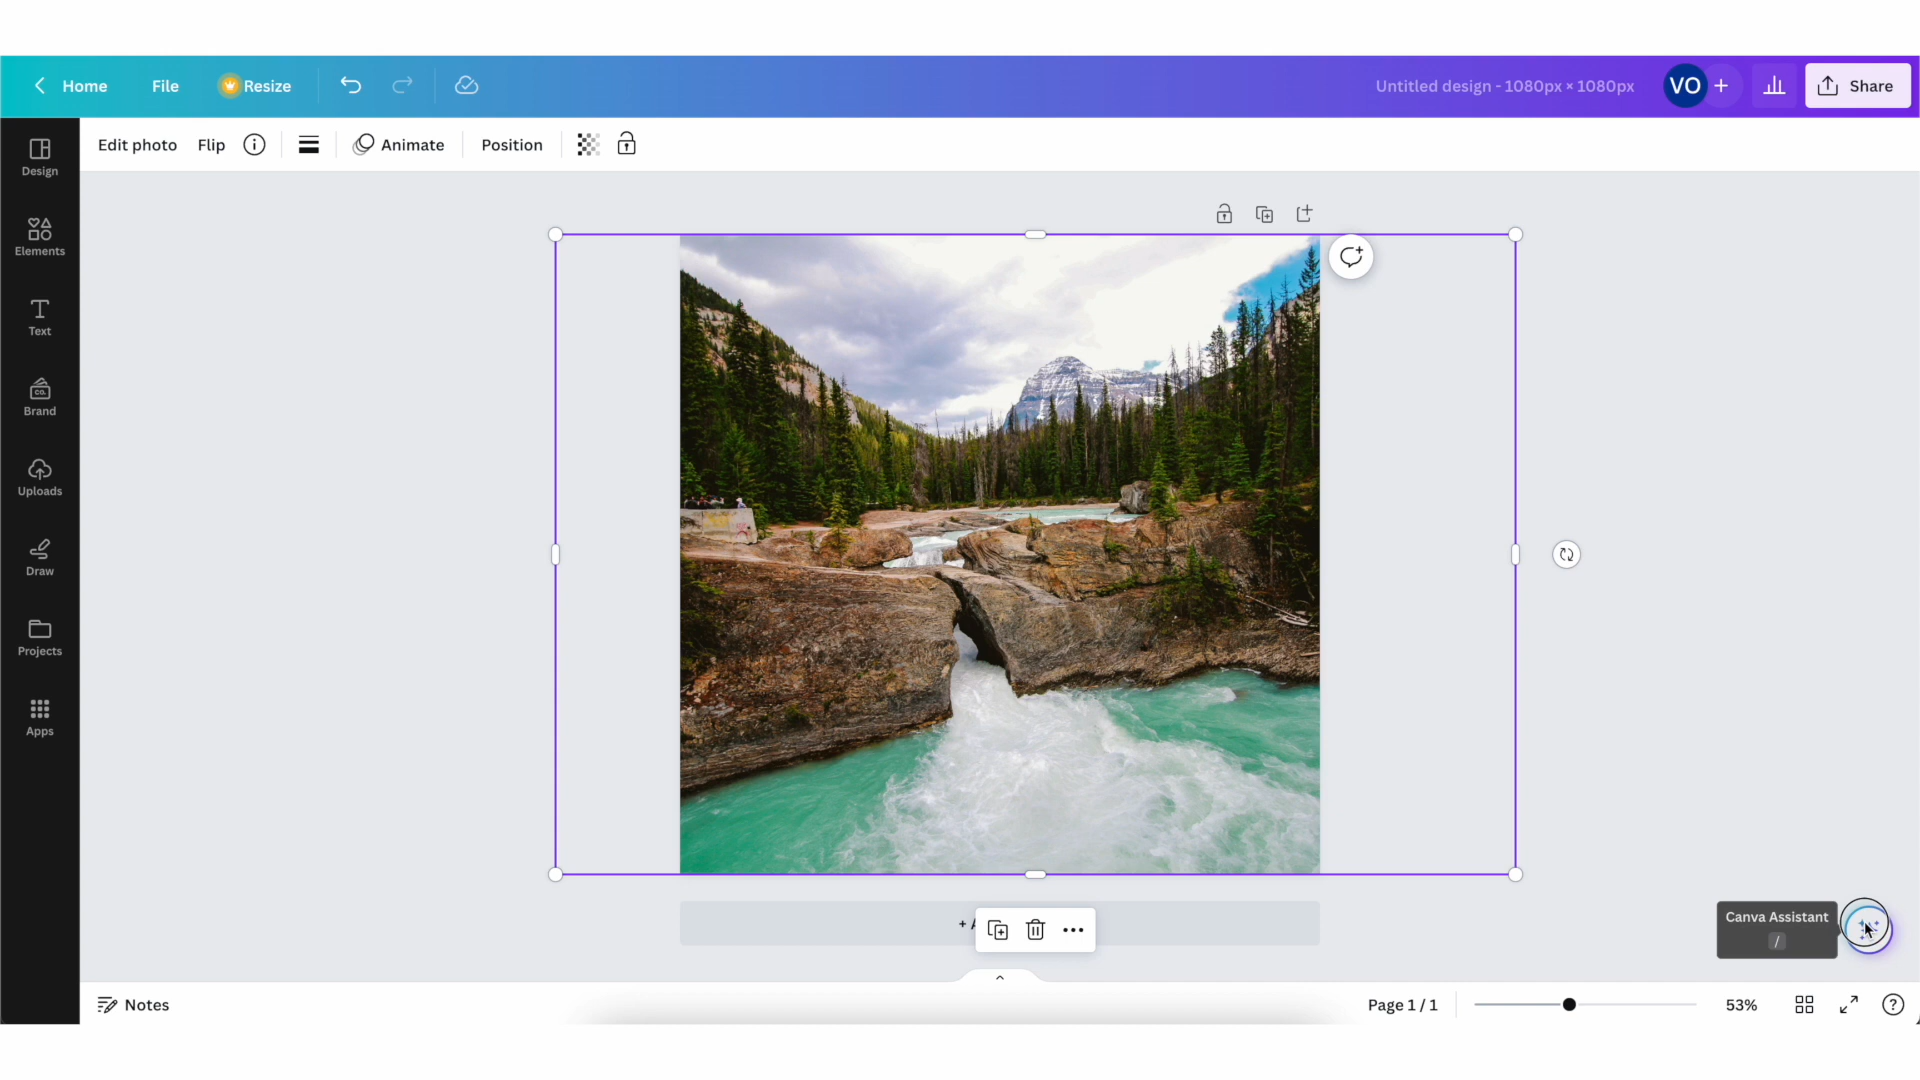 Home
File
Resize
Untitled design - 1080px × 1080px
VO
+
Share
Edit photo
Flip
Animate
Position
Design
Elements
Text
CO.
Brand
Uploads
Draw
Projects
Apps
+
Canva Assistant
/
Notes
Page 1 / 1
53%